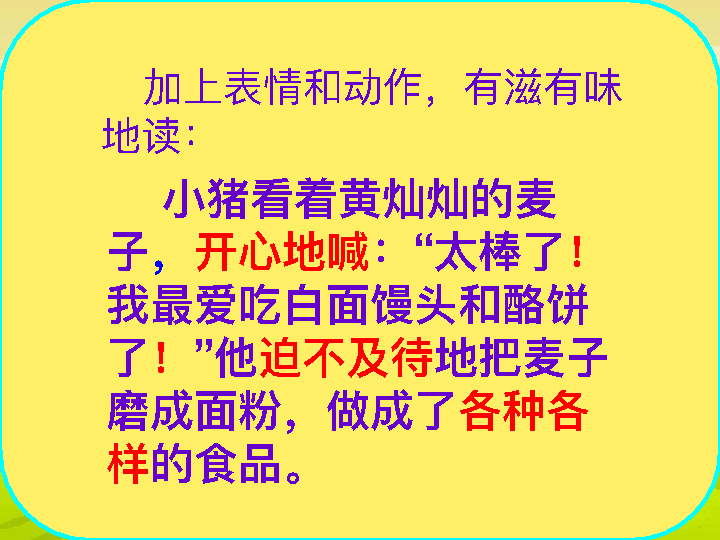 加上表情和动作，有滋有味
地读：
小猪看着黄灿灿的麦
子，开心地喊：“太棒了！
我最爱吃白面馒头和酪饼
了！”他迫不及待地把麦子
磨成面粉，做成了各种各
样的食品。